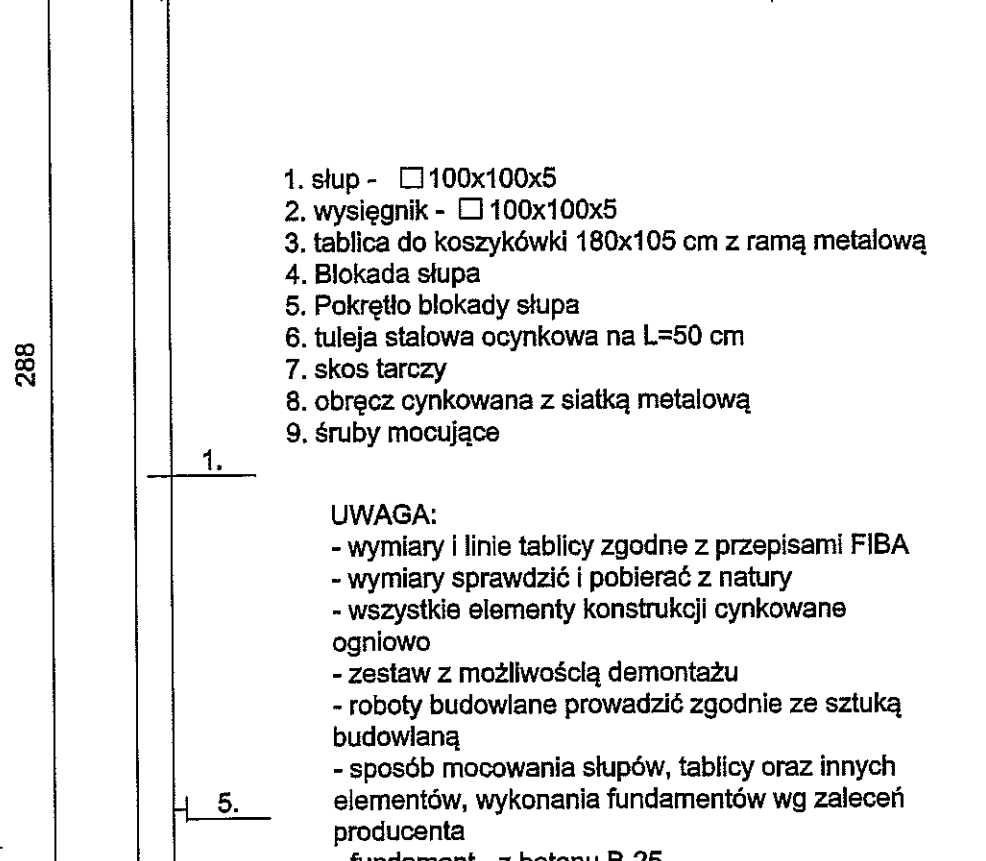 1. słup - □ 100x100x5
2. wysięgnik - □ 100x100x5
3. tablica do koszykówki 180x105 cm z ramą metalową
4. Blokada słupa
5. Pokrętło blokady słupa
6. tuleja stalowa ocynkowa na L=50 cm
7. skos tarczy
8. obręcz cynkowana z siatką metalową
9. śruby mocujące
288
1.
UWAGA:
- wymiary i linie tablicy zgodne z przepisami FIBA
- wymiary sprawdzić i pobierać z natury
- wszystkie elementy konstrukcji cynkowane
ogniowo
- zestaw z możliwością demontażu
- roboty budowlane prowadzić zgodnie ze sztuką
budowlaną
- sposób mocowania słupów, tablicy oraz innych
5.
elementów, wykonania fundamentów wg zaleceń
producenta
- fundament - z betonu B-25